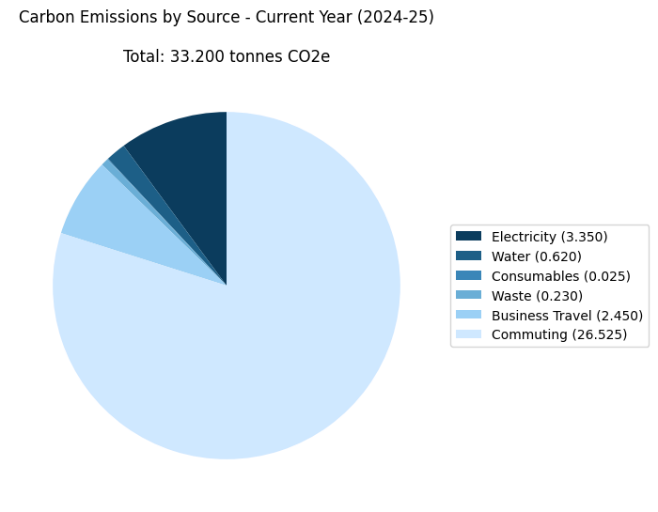 Carbon Emissions by Source - Current Year (2024-25)
Total: 33.200 tonnes CO2e
Electricity (3.350)
Water (0.620)
Consumables (0.025)
Waste (0.230)
Business Travel (2.450)
Commuting (26.525)